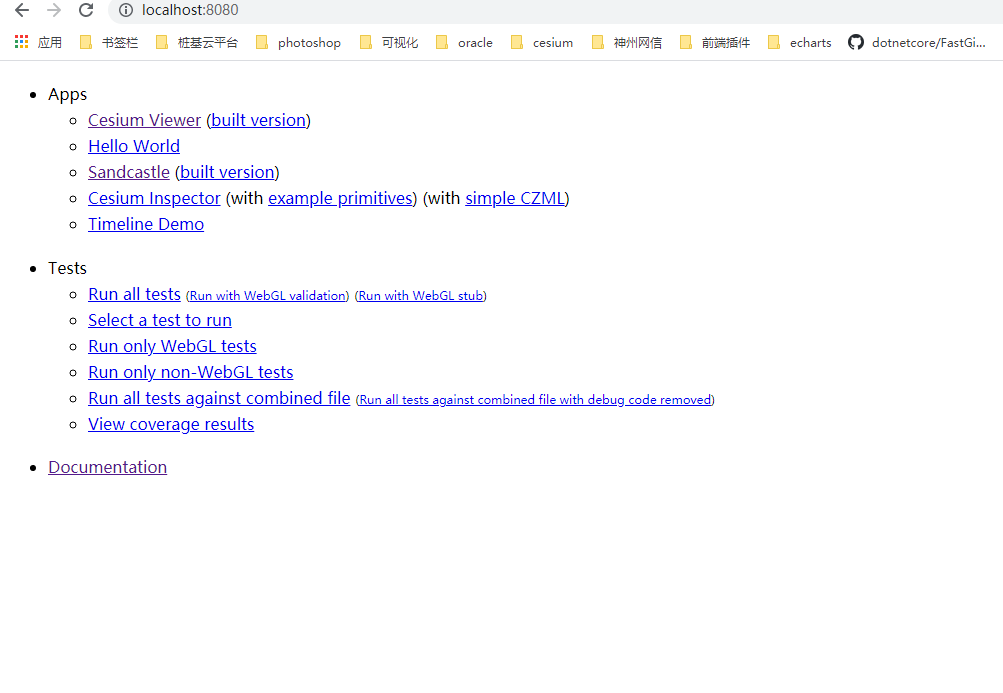 localhost:8080
应用 书签栏 桩基云平台 photoshop 可视化 oracle cesium 神州网信 前端插件 echarts dotnetcore/FastGi...
Apps
Cesium Viewer (built version)
Hello World
Sandcastle (built version)
Cesium Inspector (with example primitives) (with simple CZML)
Timeline Demo
Tests
Run all tests (Run with WebGL validation) (Run with WebGL stub)
Select a test to run
Run only WebGL tests
Run only non-WebGL tests
Run all tests against combined file (Run all tests against combined file with debug code removed)
View coverage results
Documentation